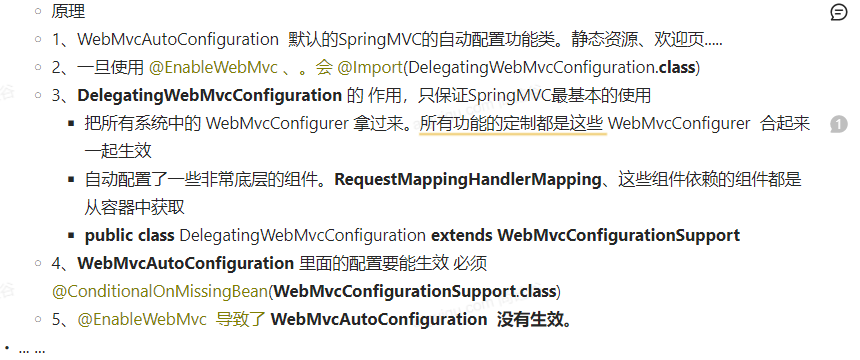 原理
1、WebMvcAutoConfiguration 默认的SpringMVC的自动配置功能类。静态资源、欢迎页.....
2、一旦使用 @EnableWebMvc 、。会 @Import(DelegatingWebMvcConfiguration.class)
3、DelegatingWebMvcConfiguration 的 作用，只保证SpringMVC最基本的使用
把所有系统中的 WebMvcConfigurer 拿过来。所有功能的定制都是这些 WebMvcConfigurer 合起来
1
一起生效
自动配置了一些非常底层的组件。RequestMappingHandlerMapping、这些组件依赖的组件都是
从容器中获取
public class DelegatingWebMvcConfiguration extends WebMvcConfigurationSupport
4、WebMvcAutoConfiguration 里面的配置要能生效 必须
@ConditionalOnMissingBean(WebMvcConfigurationSupport.class)
5、@EnableWebMvc 导致了 WebMvcAutoConfiguration 没有生效。
... ...